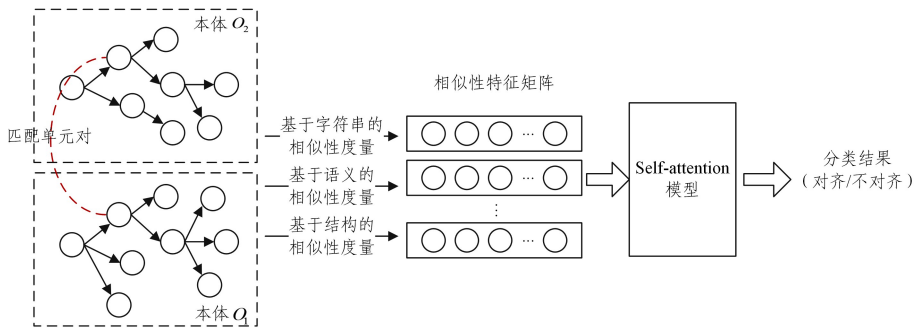 本体 O2
匹配单元对
本体 O1
基于字符串的
相似性度量
基于语义的
相似性度量
基于结构的
相似性度量
相似性特征矩阵
...
...
⋮
...
Self-attention
模型
分类结果
(对齐/不对齐)